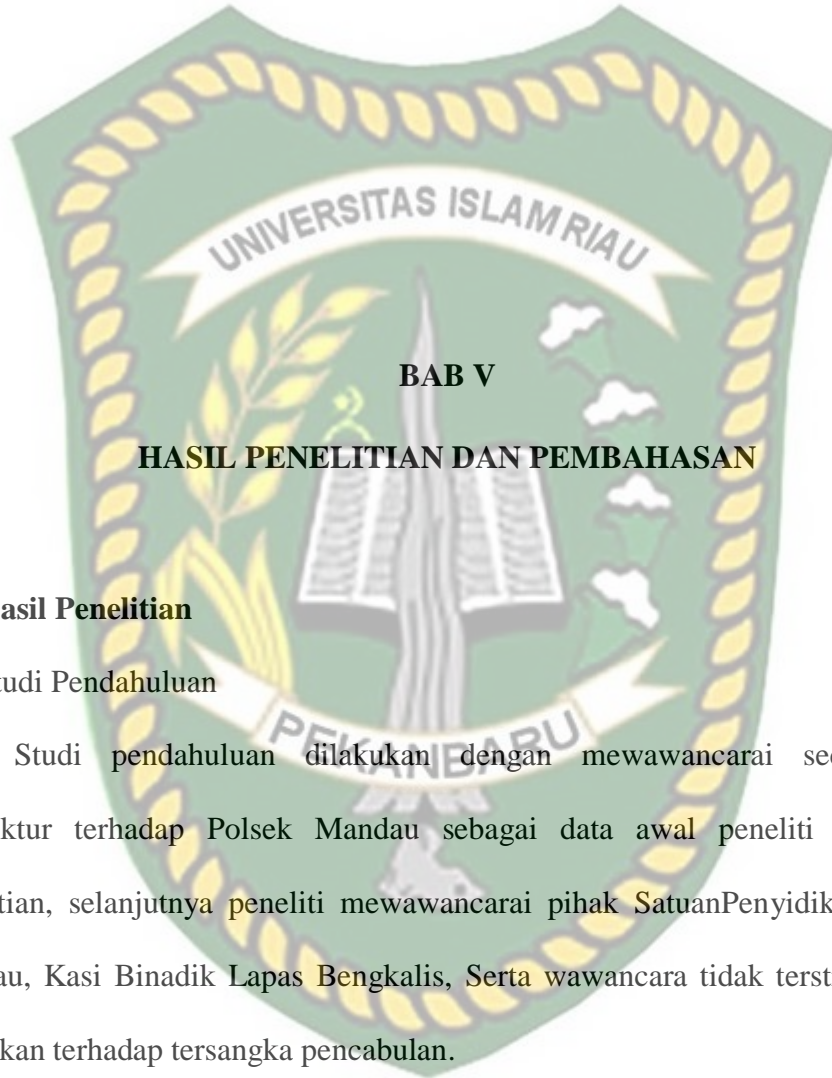 UNIVERSITAS ISLAM RIAU
BAB V
HASIL PENELITIAN DAN PEMBAHASAN
asil Penelitian
tudi Pendahuluan
PEKANBARU
Studi pendahuluan dilakukan dengan mewawancarai sec
ktur terhadap Polsek Mandau sebagai data awal peneliti
tian, selanjutnya peneliti mewawancarai pihak SatuanPenyidik
au, Kasi Binadik Lapas Bengkalis, Serta wawancara tidak terst
kan terhadap tersangka pencabulan.